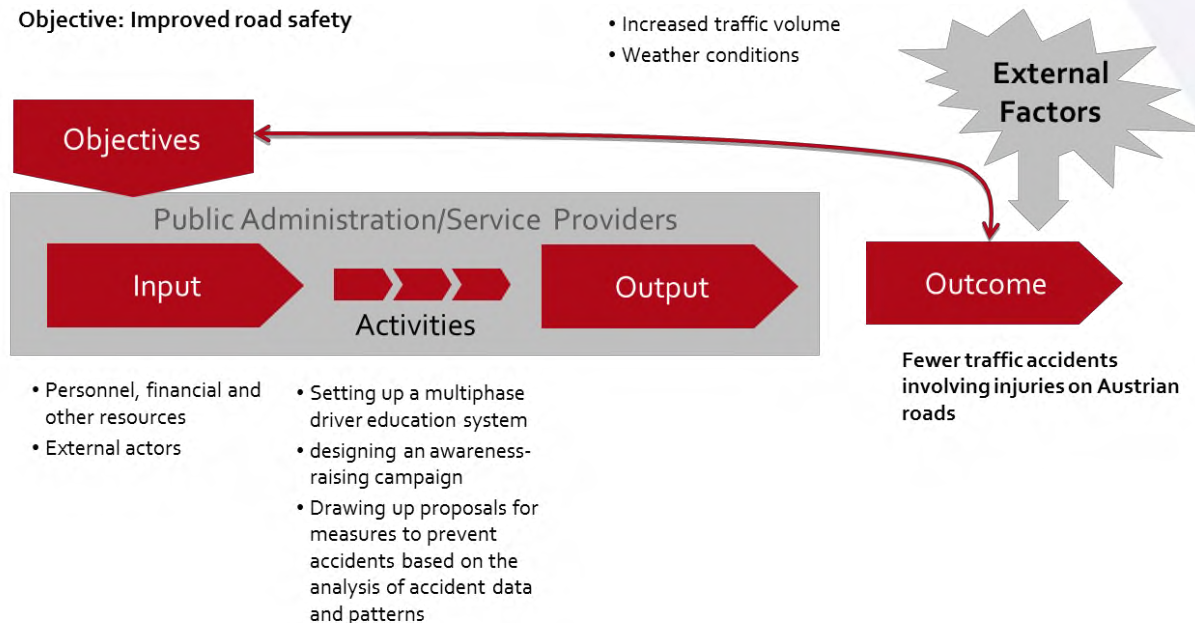 Objective: Improved road safety
• Increased traffic volume
• Weather conditions
External
Factors
Objectives
Public Administration/Service Providers
Input
Activities
Output
Outcome
• Personnel, financial and
other resources
• External actors
• Setting up a multiphase
driver education system
• designing an awareness-
raising campaign
• Drawing up proposals for
measures to prevent
accidents based on the
analysis of accident data
and patterns
Fewer traffic accidents
involving injuries on Austrian
roads